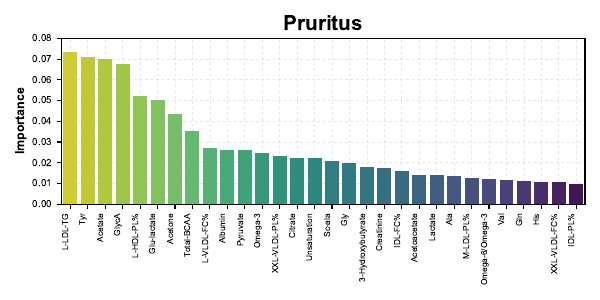 Pruritus
Importance
0.08
0.07
0.06
0.05
0.04
0.03
0.02
0.01
0.00
L-LDL-TG
Tyr
Acetate
GlycA
L-HDL-PL%
Glu-lactate
Acetone
Total-BCAA
L-VLDL-FC%
Albumin
Pyruvate
Omega-3
XXL-VLDL-PL%
Citrate
Unsaturation
Gly
3-Hydroxybutyrate
Creatinine
IDL-FC%
Acetoacetate
Lactate
Ala
M-LDL-PL%
Omega-6/Omega-3
Val
Gln
His
XXL-VLDL-FC%
IDL-PL%